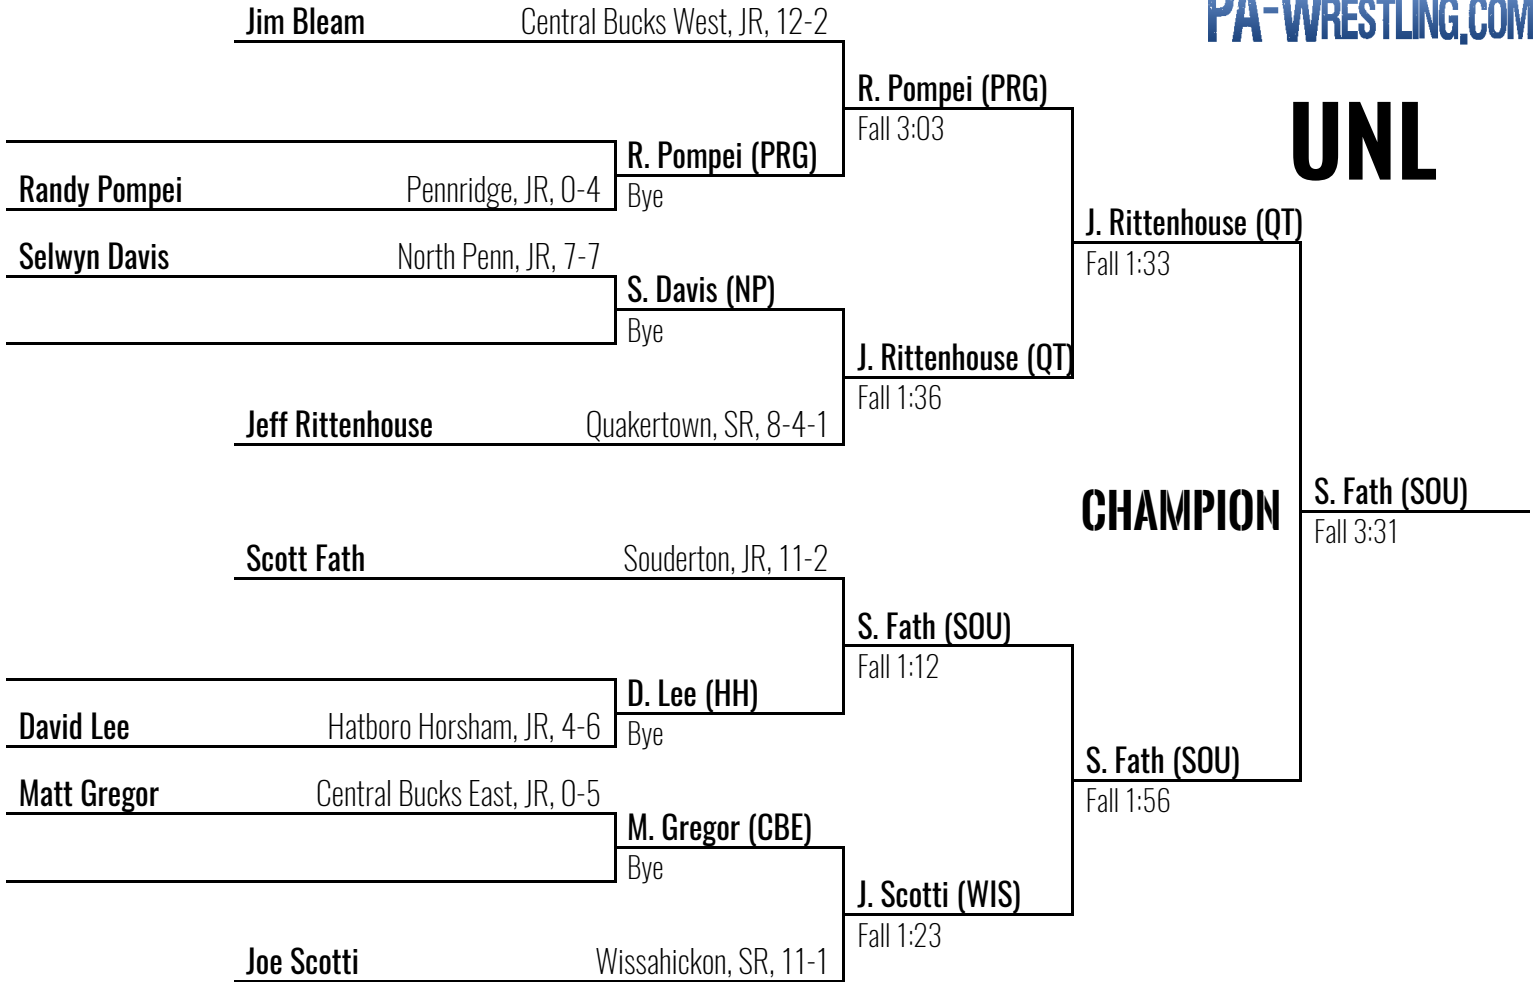 PA-WRESTLING.COM
UNL
Jim Bleam Central Bucks West, JR, 12-2
R. Pompei (PRG)
Fall 3:03
R. Pompei (PRG)
Bye
Randy Pompei Pennridge, JR, 0-4
J. Rittenhouse (QT)
Fall 1:33
Selwyn Davis North Penn, JR, 7-7
S. Davis (NP)
Bye
J. Rittenhouse (QT)
Fall 1:36
Jeff Rittenhouse Quakertown, SR, 8-4-1
CHAMPION
S. Fath (SOU)
Fall 3:31
Scott Fath Souderton, JR, 11-2
S. Fath (SOU)
Fall 1:12
D. Lee (HH)
Bye
David Lee Hatboro Horsham, JR, 4-6
S. Fath (SOU)
Fall 1:56
Matt Gregor Central Bucks East, JR, 0-5
M. Gregor (CBE)
Bye
J. Scotti (WIS)
Fall 1:23
Joe Scotti Wissahickon, SR, 11-1